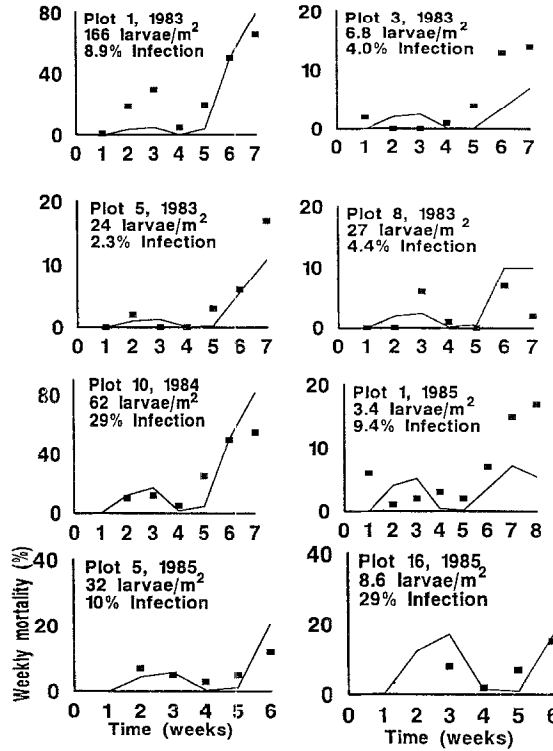 Plot 1, 1983
166 larvae/m2
8.9% Infection
80
40
0
0 1 2 3 4 5 6 7
Plot 3, 1983
6.8 larvae/m2
4.0% Infection
20
10
0
0 1 2 3 4 5 6 7
Plot 5, 1983
24 larvae/m2
2.3% Infection
20
10
0
0 1 2 3 4 5 6 7
Plot 8, 1983
27 larvae/m2
4.4% Infection
20
10
0
0 1 2 3 4 5 6 7
Plot 10, 1984
62 larvae/m2
29% Infection
80
40
0
0 1 2 3 4 5 6 7
Plot 1, 1985
3.4 larvae/m2
9.4% Infection
20
10
0
0 1 2 3 4 5 6 7 8
Weekly mortality (%)
Plot 5, 1985
32 larvae/m2
10% Infection
40
20
0
0 1 2 3 4 5 6
Time (weeks)
Plot 16, 1985
8.6 larvae/m2
29% Infection
40
20
0
0 1 2 3 4 5 6
Time (weeks)